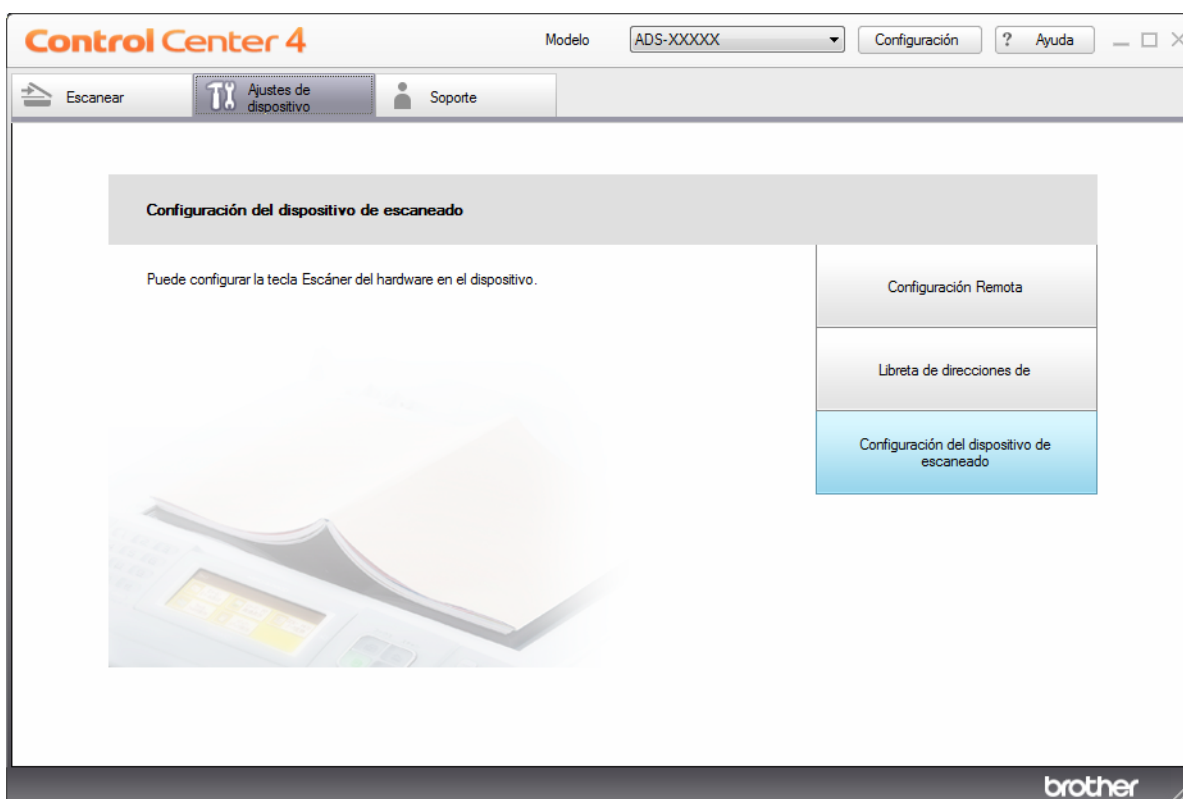 Control Center 4
Modelo
ADS-XXXXX
Configuración
? Ayuda
Escanear
Ajustes de
dispositivo
Soporte
Configuración del dispositivo de escaneado
Puede configurar la tecla Escáner del hardware en el dispositivo.
Configuración Remota
Libreta de direcciones de
Configuración del dispositivo de
escaneado
brother